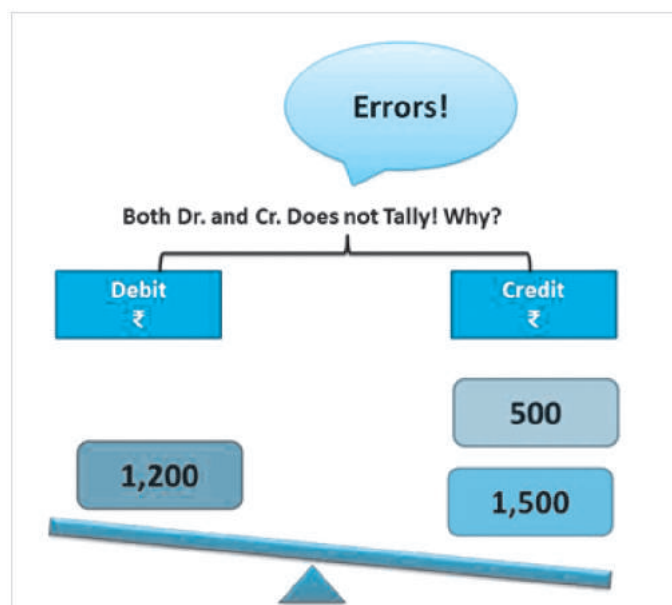 Errors!
Both Dr. and Cr. Does not Tally! Why?
Debit
₹
Credit
₹
500
1,200
1,500